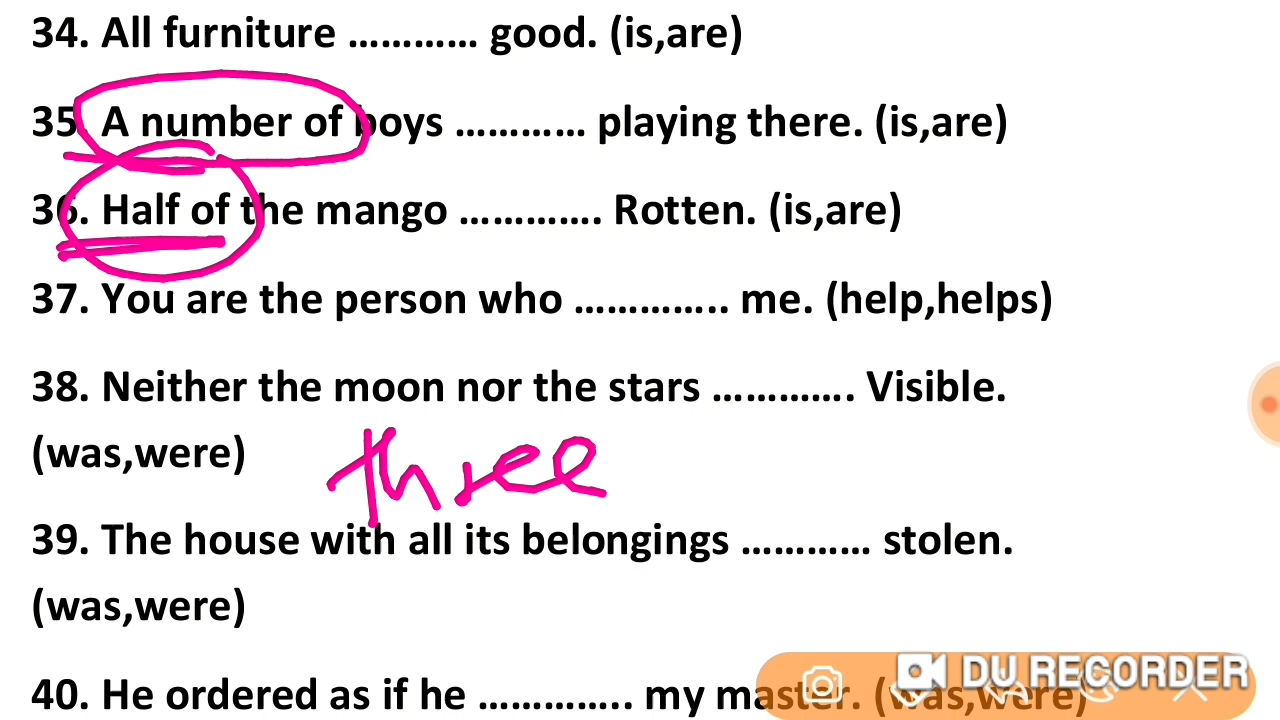 34. All furniture ………… good. (is,are)
35. A number of boys ………… playing there. (is,are)
36. Half of the mango …………. Rotten. (is,are)
37. You are the person who ………….. me. (help,helps)
38. Neither the moon nor the stars …………. Visible.
(was,were)
three
39. The house with all its belongings ………… stolen.
(was,were)
40. He ordered as if he ………….. my master. (was,were)
DU RECORDER